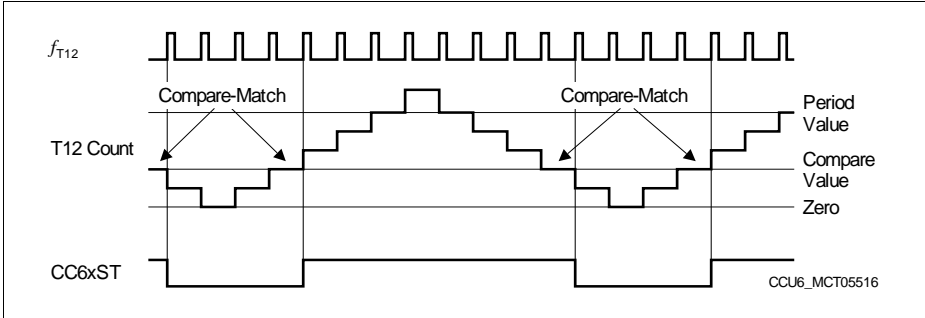 fT12
Compare-Match
Compare-Match
Period
Value
T12 Count
Compare
Value
Zero
CC6xST
CCU6_MCT05516